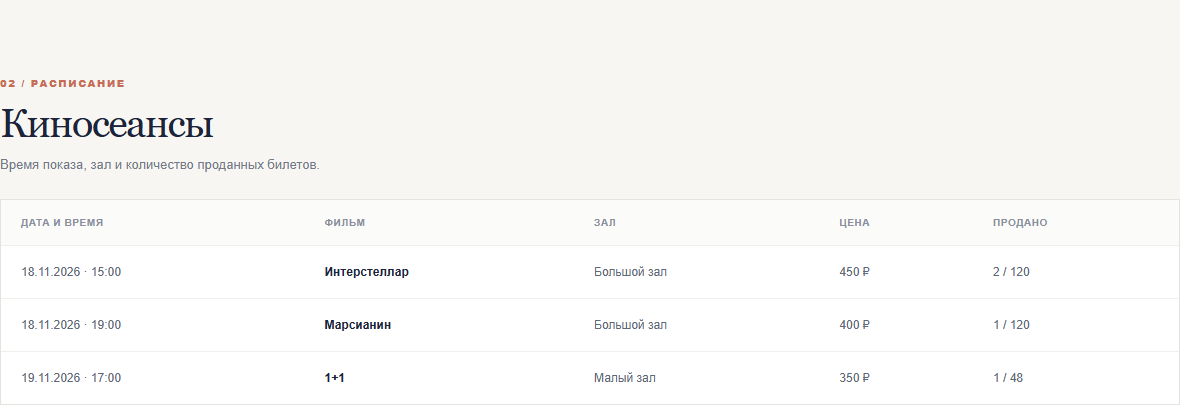 02 / РАСПИСАНИЕ
Киносеансы
Время показа, зал и количество проданных билетов.
ДАТА И ВРЕМЯ ФИЛЬМ ЗАЛ ЦЕНА ПРОДАНО
18.11.2026 · 15:00 Интерстеллар Большой зал 450 ₽ 2 / 120
18.11.2026 · 19:00 Марсианин Большой зал 400 ₽ 1 / 120
19.11.2026 · 17:00 1+1 Малый зал 350 ₽ 1 / 48